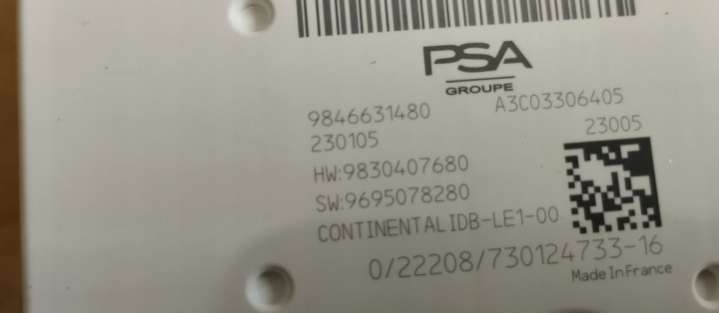 PSA
GROUPE
9846631480 A3C03306405
230105 23005
HW:9830407680
SW:9695078280
CONTINENTAL IDB-LE1-00
0/22208/730124733-16
Made In France